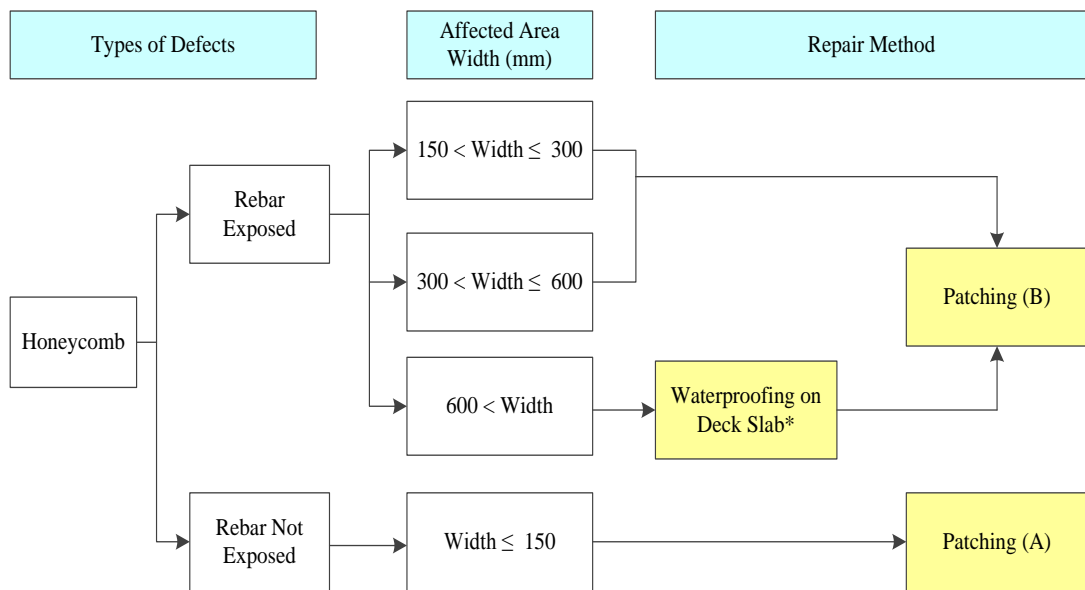 Types of Defects
Affected Area
Width (mm)
Repair Method
150 < Width ≤ 300
Rebar
Exposed
300 < Width ≤ 600
Patching (B)
Honeycomb
600 < Width
Waterproofing on
Deck Slab*
Rebar Not
Exposed
Width ≤ 150
Patching (A)